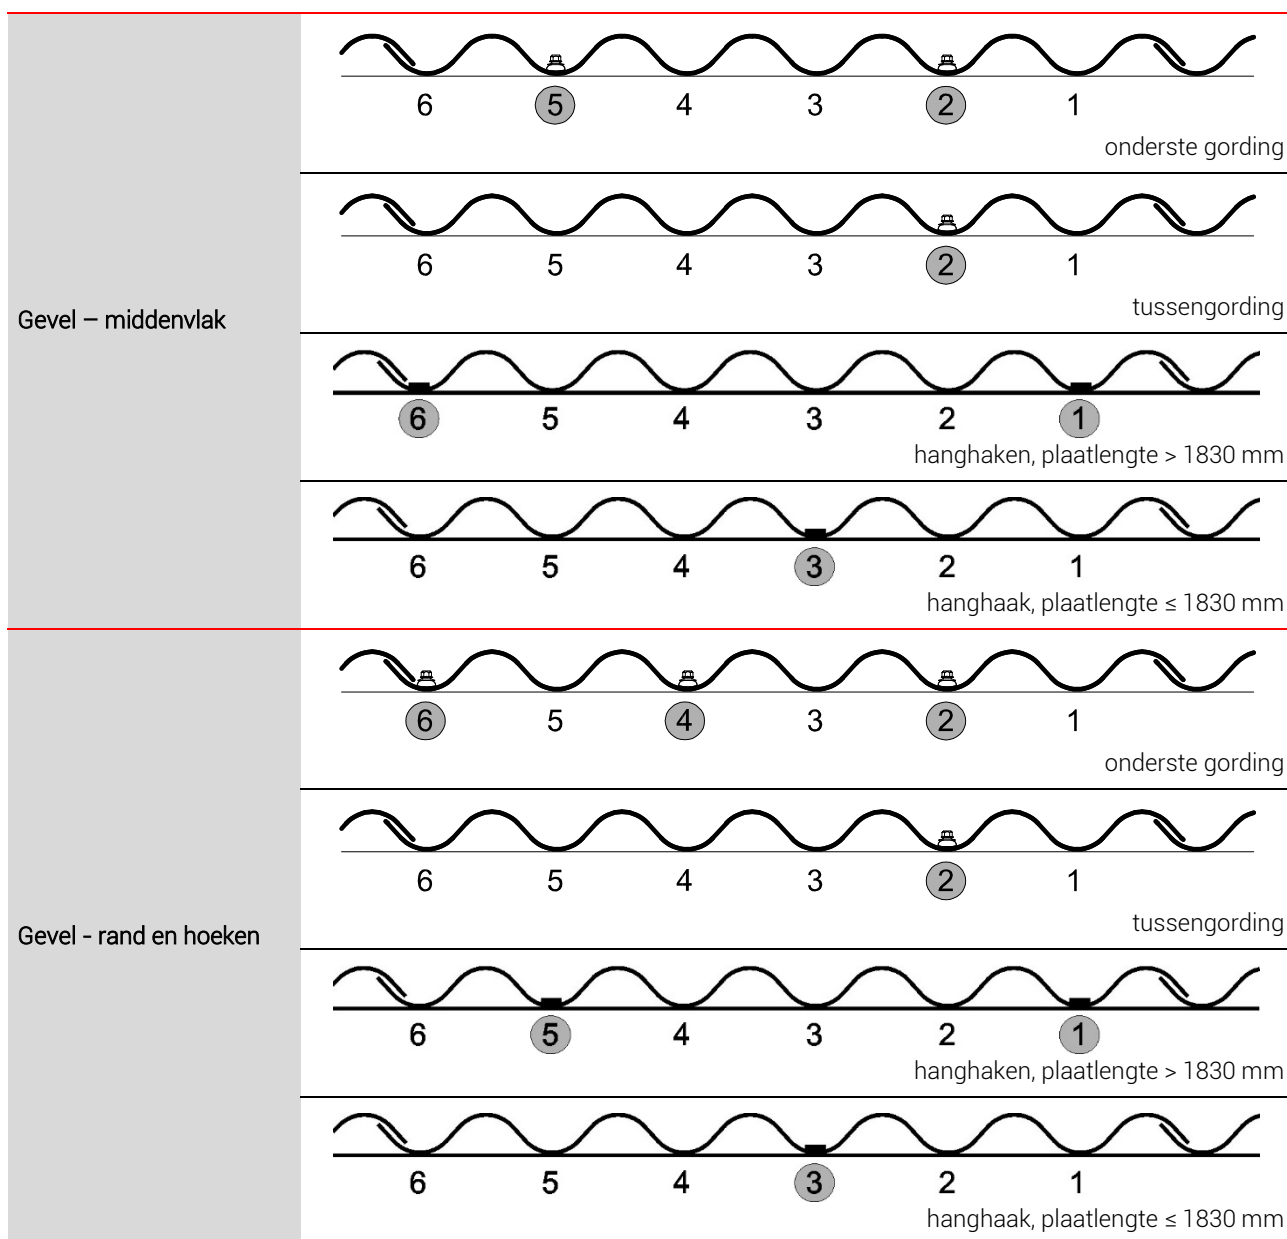 6 5 4 3 2 1
onderste gording
6 5 4 3 2 1
tussengording
Gevel – middenvlak
6 5 4 3 2 1
hanghaken, plaatlengte > 1830 mm
6 5 4 3 2 1
hanghaak, plaatlengte ≤ 1830 mm
6 5 4 3 2 1
onderste gording
6 5 4 3 2 1
tussengording
Gevel - rand en hoeken
6 5 4 3 2 1
hanghaken, plaatlengte > 1830 mm
6 5 4 3 2 1
hanghaak, plaatlengte ≤ 1830 mm